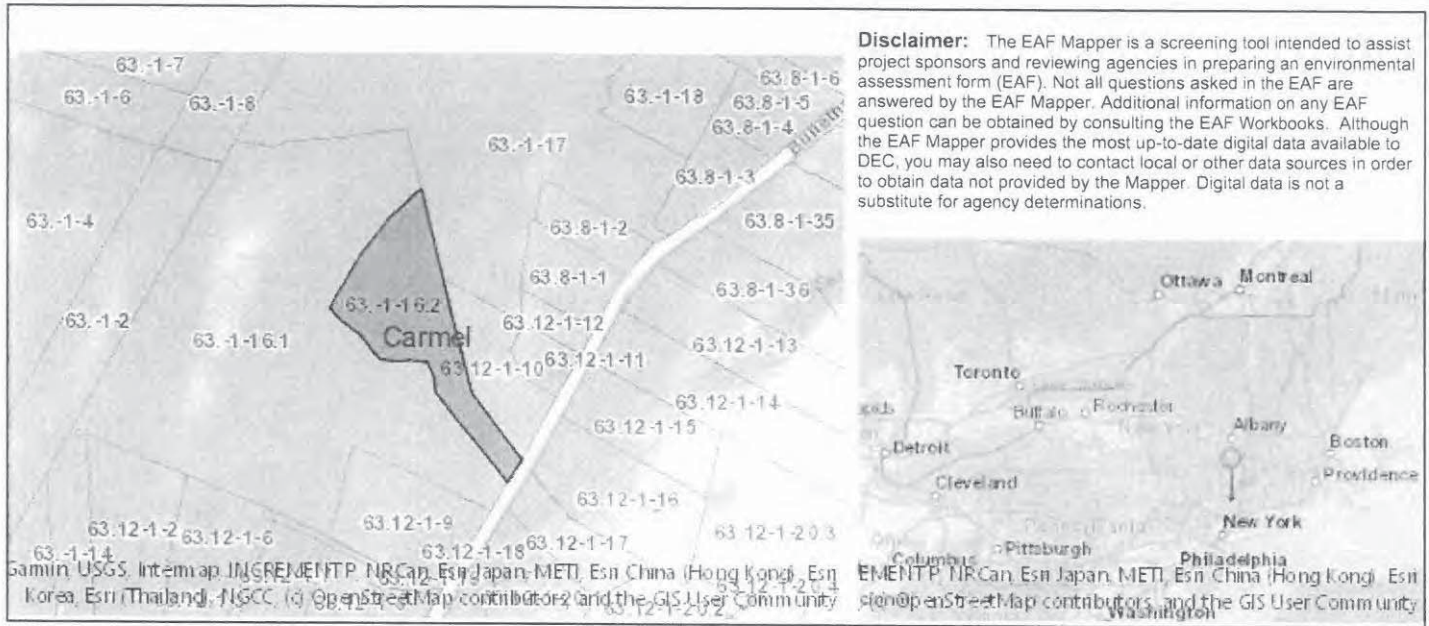 63.-1-7
63.-1-6
63.-1-8
63.-1-18
63.8-1-6
63.8-1-5
63.8-1-4
63.-1-17
63.8-1-3
63.-1-4
63.8-1-2
63.8-1-35
63.8-1-1
63.8-1-36
63.-1-16.2
63.-1-2
63.-1-16.1
Carmel
63.12-1-12
63.12-1-13
63.12-1-10
63.12-1-11
63.12-1-14
63.12-1-15
63.12-1-16
63.12-1-2
63.12-1-6
63.12-1-9
63.12-1-20.3
63.-1-14
63.12-1-18
63.12-1-17
Garmin, USGS, Intermap, INCREMENT P, NRCan, Esri Japan, METI, Esri China (Hong Kong), Esri
Korea, Esri (Thailand), NGCC, (c) OpenStreetMap contributors, and the GIS User Community
Disclaimer: The EAF Mapper is a screening tool intended to assist
project sponsors and reviewing agencies in preparing an environmental
assessment form (EAF). Not all questions asked in the EAF are
answered by the EAF Mapper. Additional information on any EAF
question can be obtained by consulting the EAF Workbooks. Although
the EAF Mapper provides the most up-to-date digital data available to
DEC, you may also need to contact local or other data sources in order
to obtain data not provided by the Mapper. Digital data is not a
substitute for agency determinations.
Ottawa
Montreal
Toronto
Buffalo
Rochester
Albany
Detroit
Boston
Providence
Cleveland
New York
Columbus
Pittsburgh
Philadelphia
EMENT P, NRCan, Esri Japan, METI, Esri China (Hong Kong), Esri
OpenStreetMap contributors, and the GIS User Community
Washington